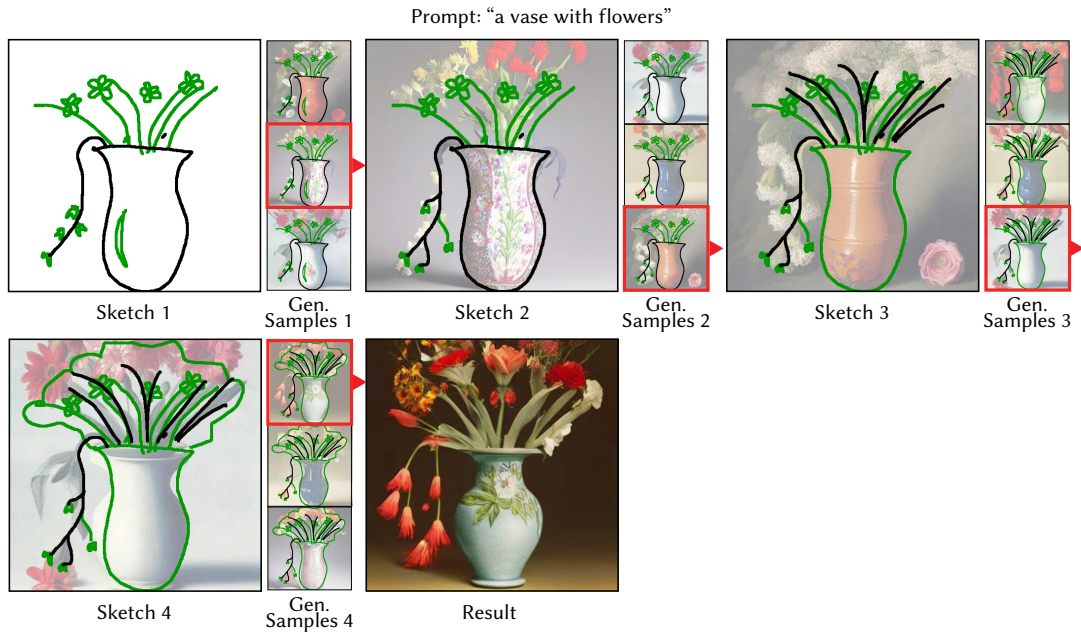 Prompt: “a vase with flowers”
Sketch 1
Gen.
Samples 1
Sketch 2
Gen.
Samples 2
Sketch 3
Gen.
Samples 3
Sketch 4
Gen.
Samples 4
Result